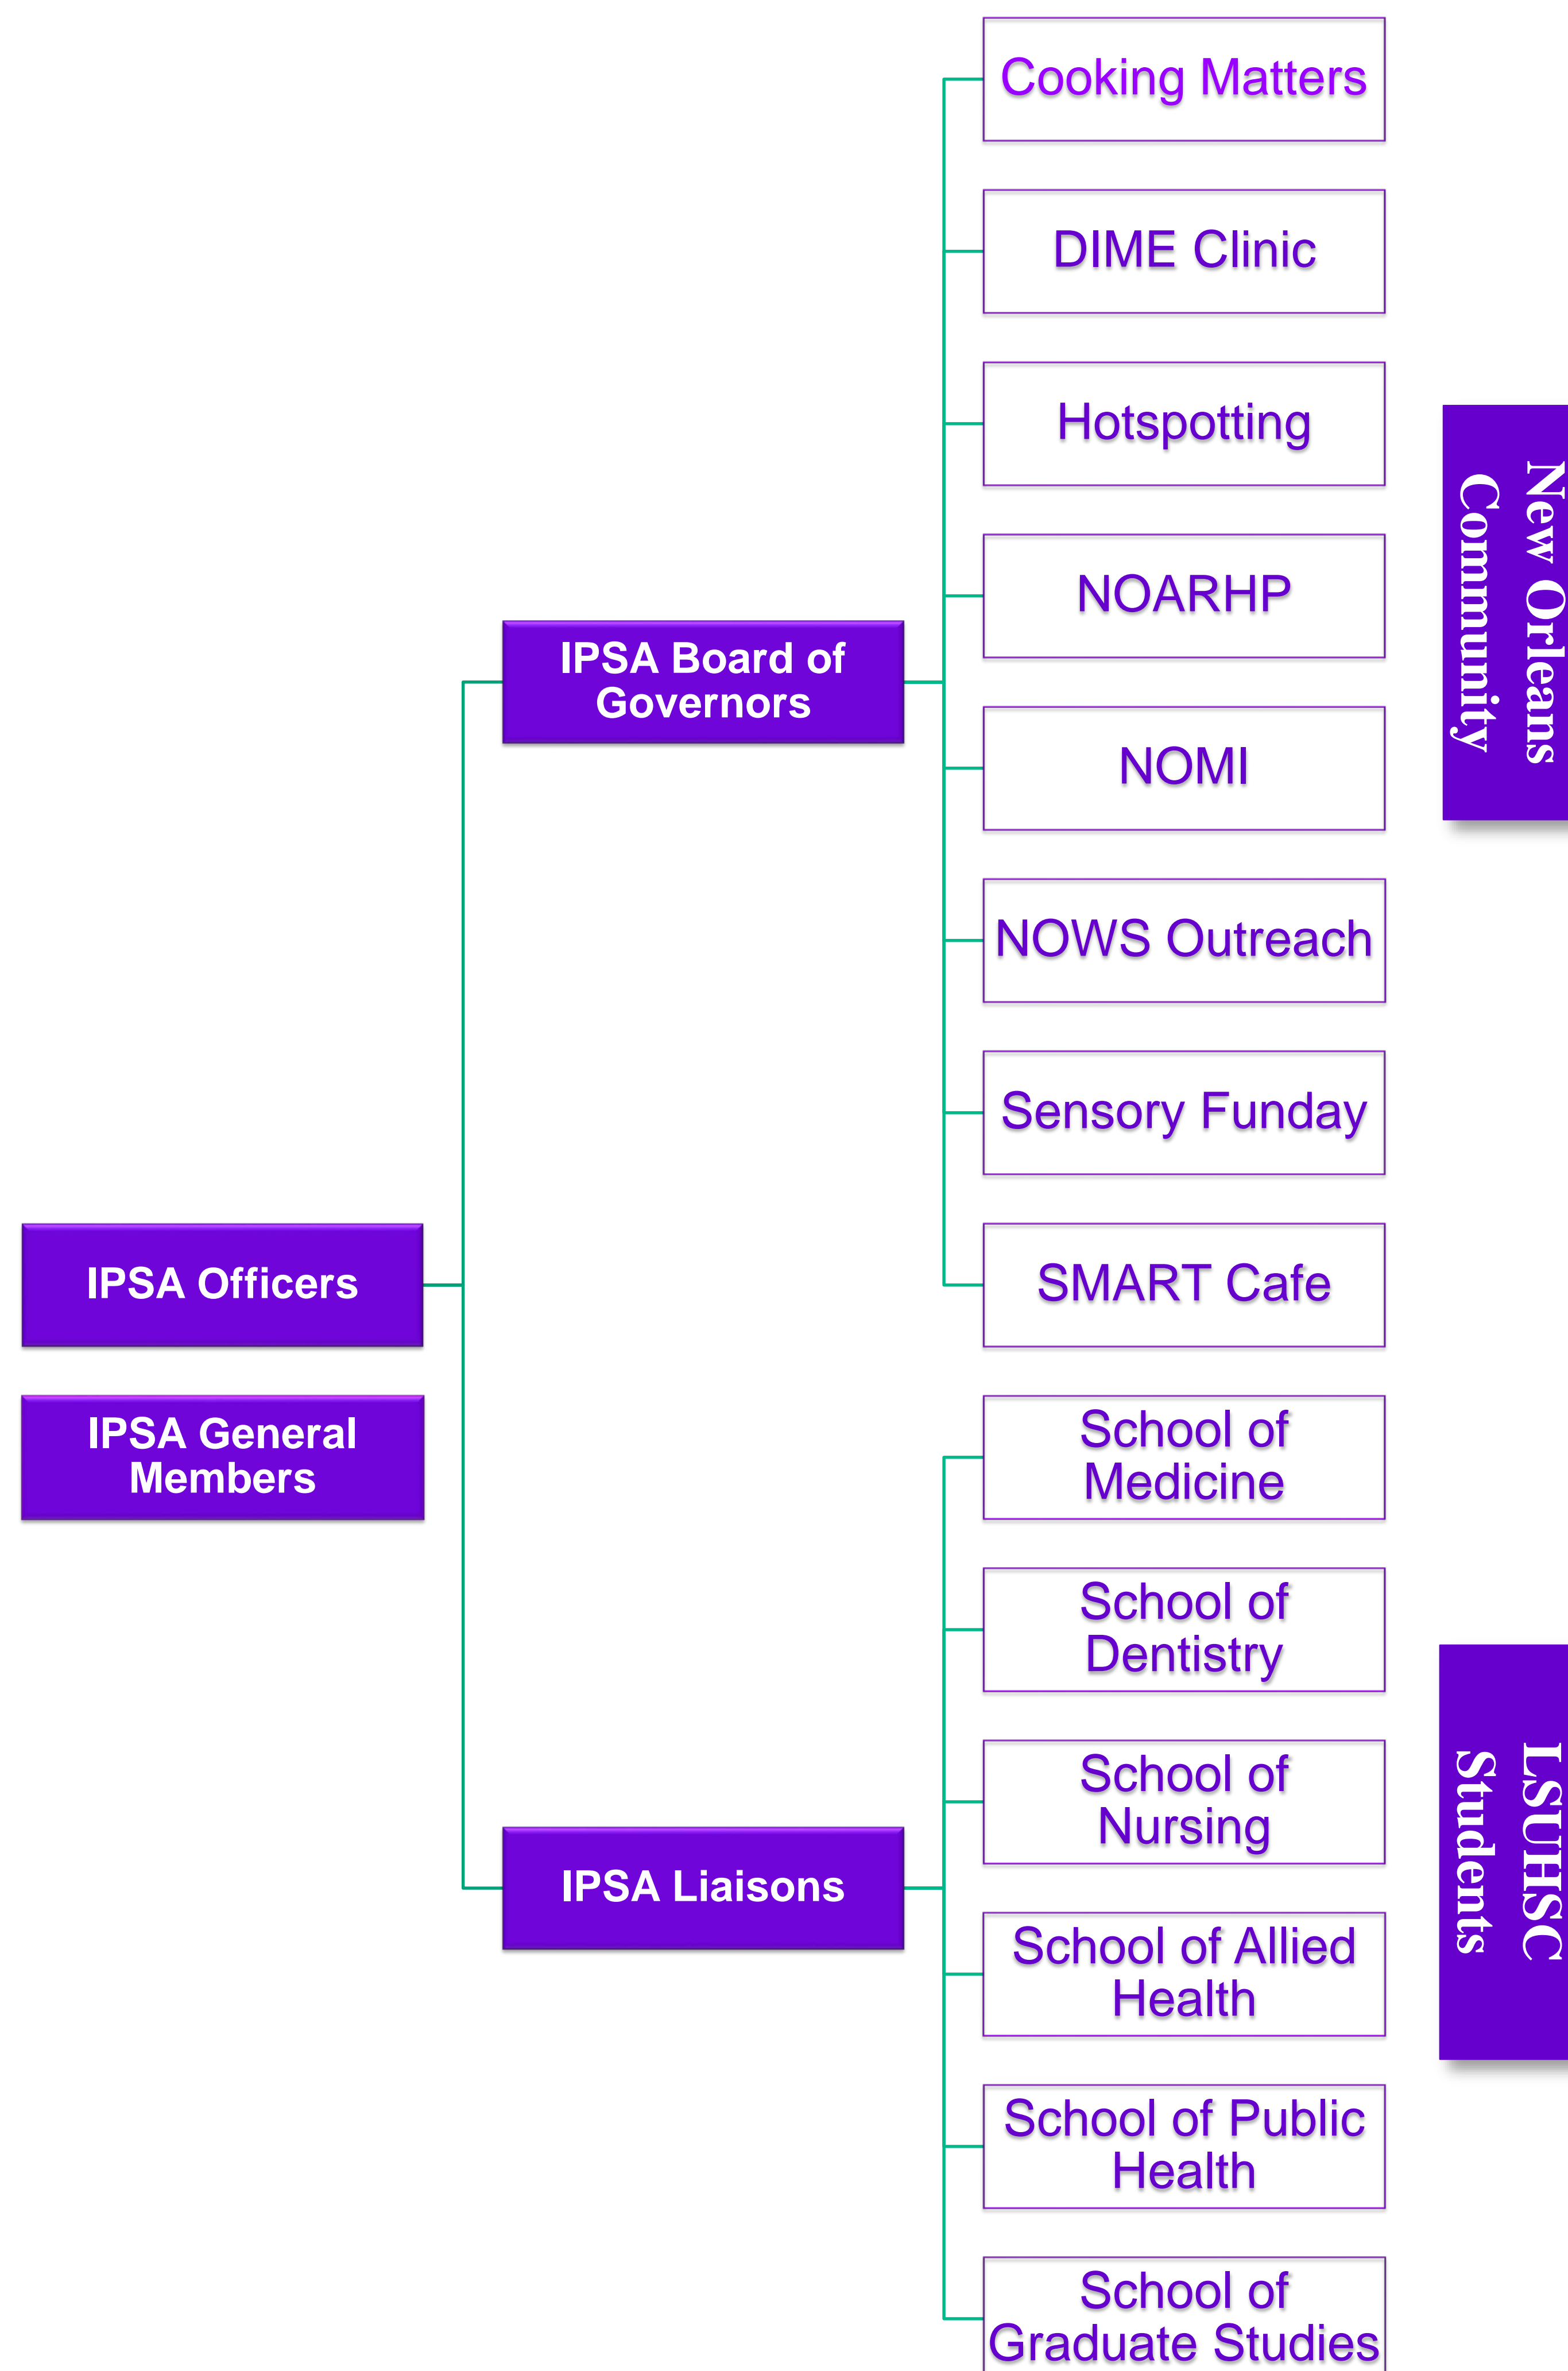 Cooking Matters
DIME Clinic
Hotspotting
NOARHP
NOMI
NOWS Outreach
Sensory Funday
SMART Cafe
New Orleans
Community
IPSA Board of
Governors
IPSA Officers
IPSA General
Members
IPSA Liaisons
School of
Medicine
School of
Dentistry
School of
Nursing
School of Allied
Health
School of Public
Health
School of
Graduate Studies
LSUHSC
Students